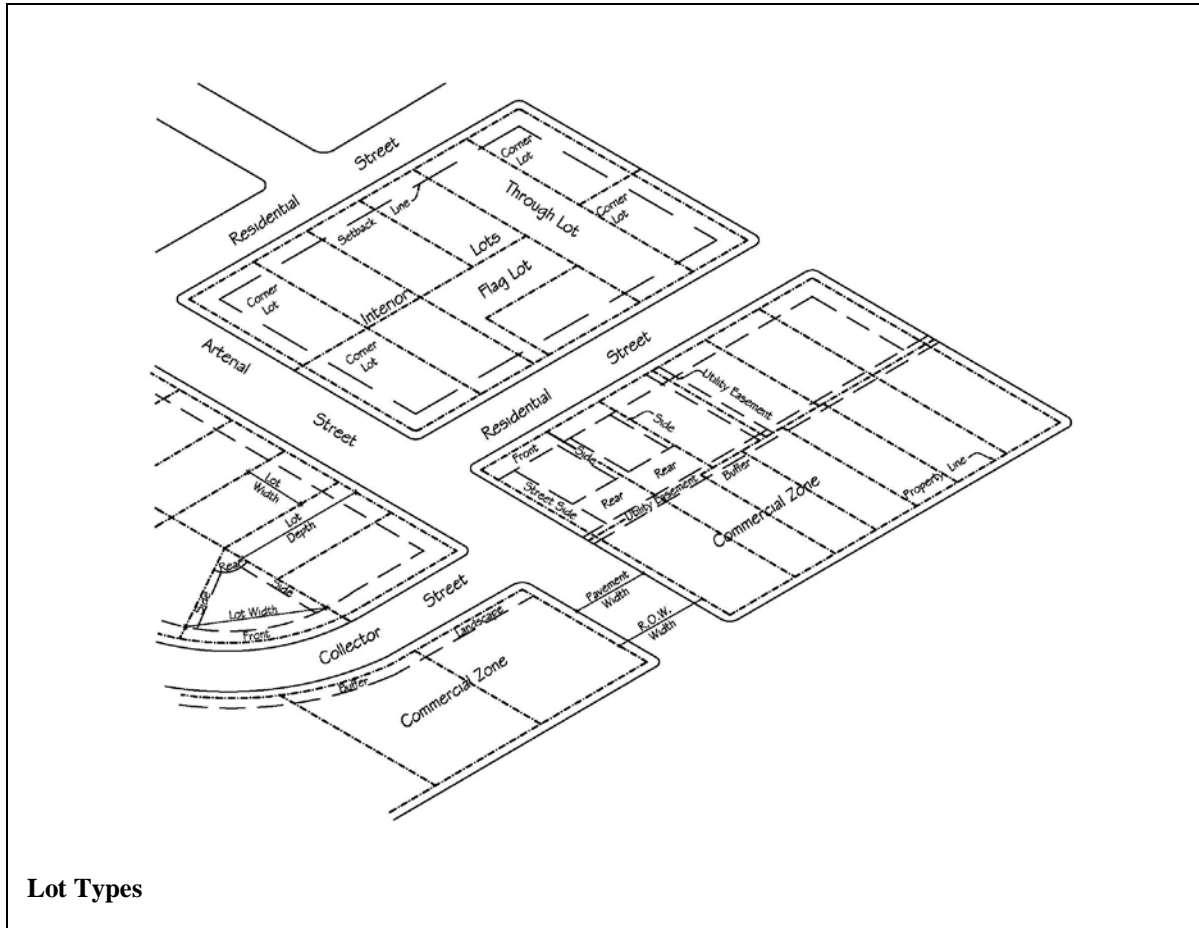 Street
Residential
Corner
Lot
Through Lot
Corner
Lot
Setback
Line
Lots
Flag Lot
Corner
Lot
Interior
Corner
Lot
Arterial
Street
Residential
Street
Utility Easement
Side
Front
Side
Rear
Buffer
Street Side
Rear
Utility Easement
Property Line
Commercial Zone
Lot
Width
Lot
Depth
Rear
Side
Side
Lot Width
Front
Street
Collector
Pavement
Width
R.O.W.
Width
Landscape
Buffer
Commercial Zone
Lot Types